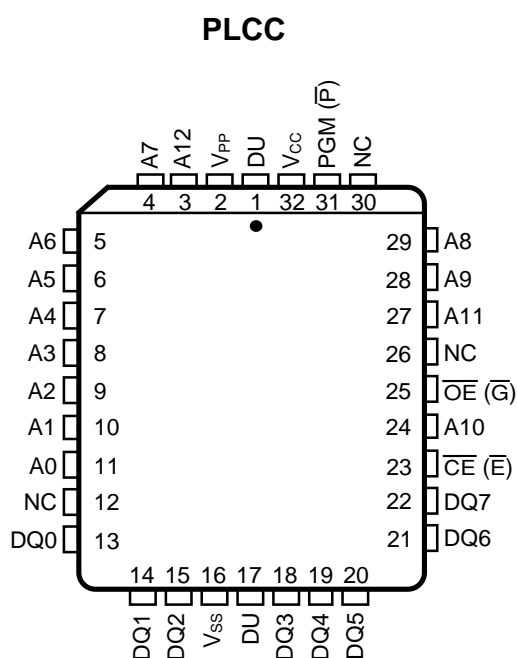 PLCC
A7 A12 VPP DU VCC PGM (P̅) NC
4 3 2 1 32 31 30
A6 5 29 A8
A5 6 28 A9
A4 7 27 A11
A3 8 26 NC
A2 9 25 O̅E̅ (G̅)
A1 10 24 A10
A0 11 23 C̅E̅ (E̅)
NC 12 22 DQ7
DQ0 13 21 DQ6
14 15 16 17 18 19 20
DQ1 DQ2 VSS DU DQ3 DQ4 DQ5